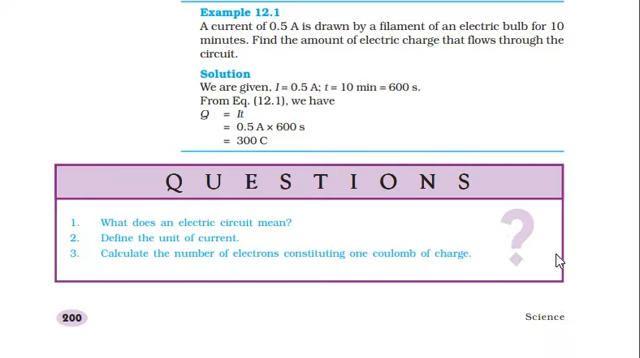 Example 12.1
A current of 0.5 A is drawn by a filament of an electric bulb for 10
minutes. Find the amount of electric charge that flows through the
circuit.
Solution
We are given, I = 0.5 A; t = 10 min = 600 s.
From Eq. (12.1), we have
Q = It
= 0.5 A × 600 s
= 300 C
QUESTIONS
1. What does an electric circuit mean?
2. Define the unit of current.
3. Calculate the number of electrons constituting one coulomb of charge.
?
200
Science